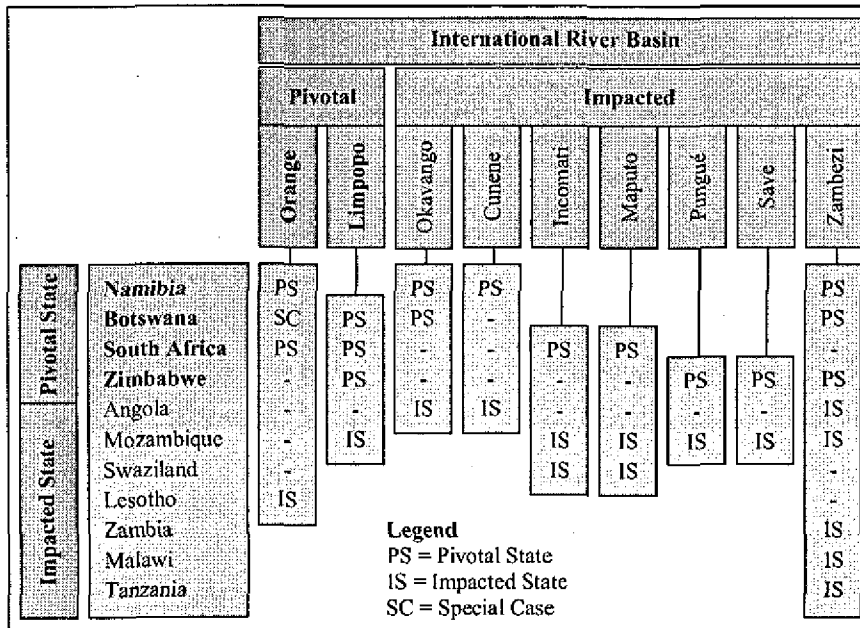 International River Basin
Pivotal Impacted
Orange Limpopo Okavango Cunene Incomati Maputo Pungué Save Zambezi
Pivotal State
Impacted State
Namibia PS PS PS PS
Botswana SC PS PS - PS
South Africa PS PS - - PS PS -
Zimbabwe - PS - - - - PS PS PS
Angola - - IS IS - - - - IS
Mozambique - IS IS IS IS IS IS
Swaziland - IS IS -
Lesotho IS -
Zambia IS
Malawi IS
Tanzania IS
Legend
PS = Pivotal State
IS = Impacted State
SC = Special Case